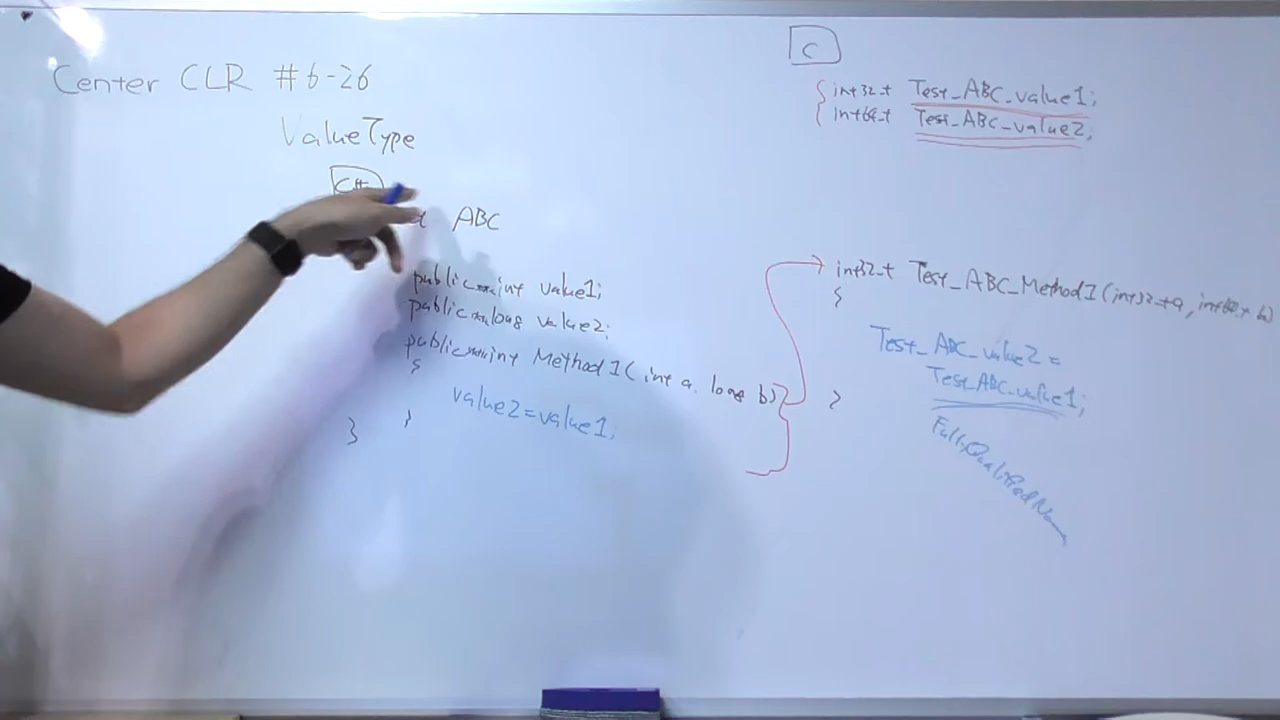 Center CLR #6-26
ValueType
C#
ABC
public int value1;
public long value2;
public int Method1(int a, long b)
{
value2=value1;
}
}
C
{ int32_t Test_ABC_value1;
int64_t Test_ABC_value2;
int32_t Test_ABC_Method1(int32_t a, int64_t b)
{
Test_ABC_value2=
Test_ABC_value1;
}
FullyQualifiedName